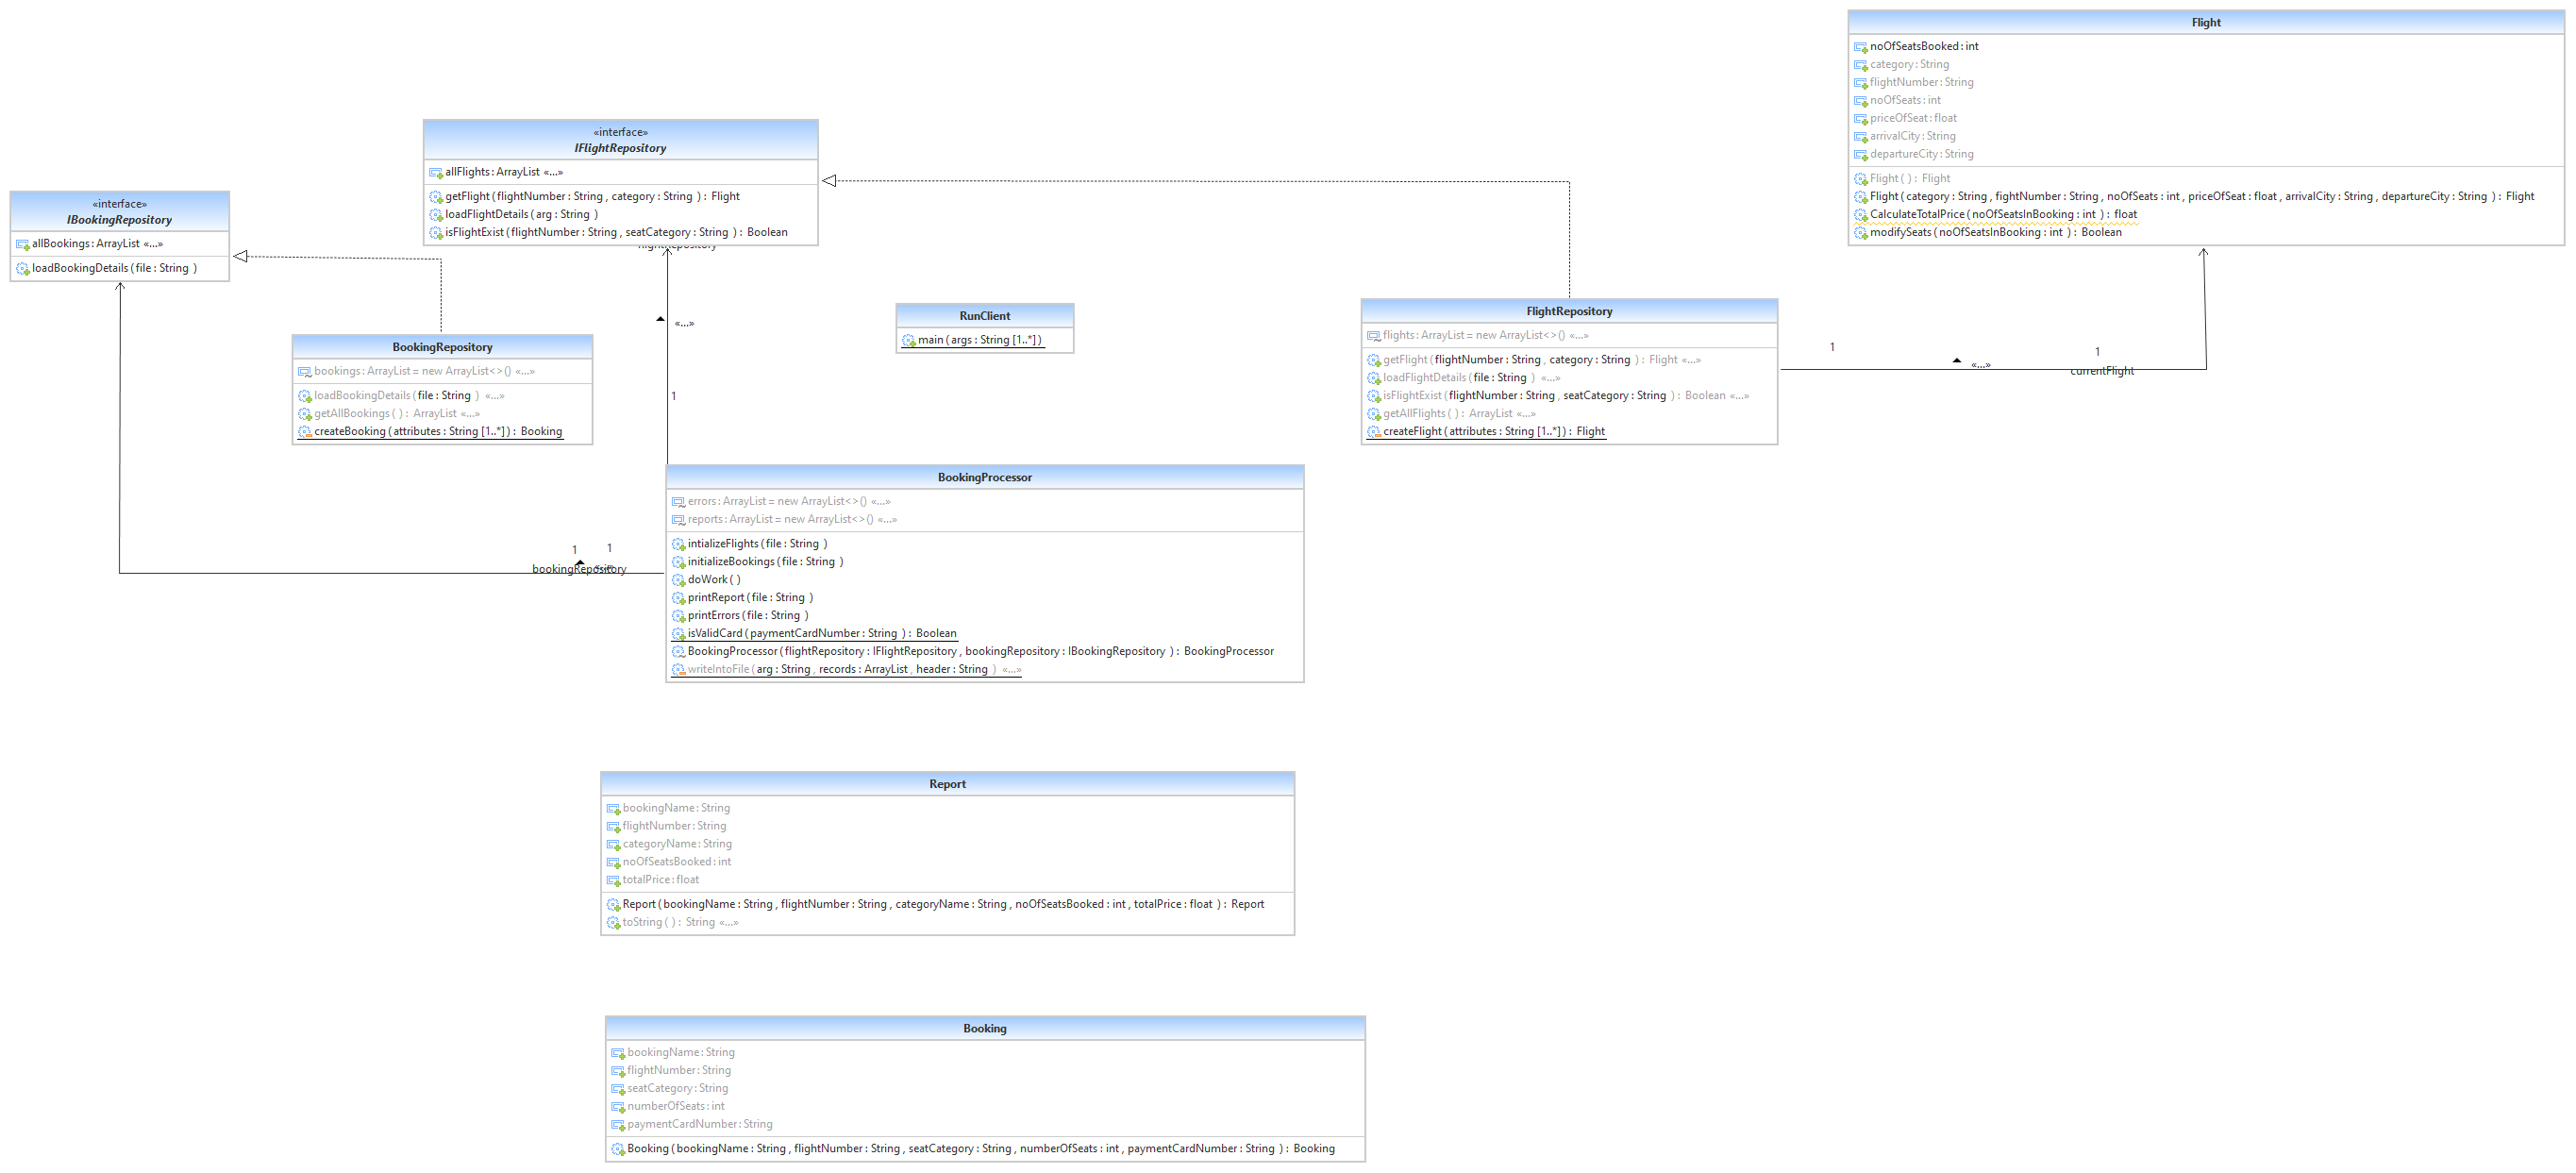 Flight
noOfSeatsBooked : int
category : String
flightNumber : String
noOfSeats : int
priceOfSeat : float
arrivalCity : String
departureCity : String
Flight ( ) : Flight
Flight ( category : String , fightNumber : String , noOfSeats : int , priceOfSeat : float , arrivalCity : String , departureCity : String ) : Flight
CalculateTotalPrice ( noOfSeatsInBooking : int ) : float
modifySeats ( noOfSeatsInBooking : int ) : Boolean
«interface»
IFlightRepository
allFlights : ArrayList «...»
getFlight ( flightNumber : String , category : String ) : Flight
loadFlightDetails ( arg : String )
isFlightExist ( flightNumber : String , seatCategory : String ) : Boolean
flightRepository
«interface»
IBookingRepository
allBookings : ArrayList «...»
loadBookingDetails ( file : String )
«...»
1
RunClient
main ( args : String [1..*] )
FlightRepository
flights : ArrayList = new ArrayList<>() «...»
getFlight ( flightNumber : String , category : String ) : Flight «...»
loadFlightDetails ( file : String ) «...»
isFlightExist ( flightNumber : String , seatCategory : String ) : Boolean «...»
getAllFlights ( ) : ArrayList «...»
createFlight ( attributes : String [1..*] ) : Flight
1
«...»
1
currentFlight
BookingRepository
bookings : ArrayList = new ArrayList<>() «...»
loadBookingDetails ( file : String ) «...»
getAllBookings ( ) : ArrayList «...»
createBooking ( attributes : String [1..*] ) : Booking
BookingProcessor
errors : ArrayList = new ArrayList<>() «...»
reports : ArrayList = new ArrayList<>() «...»
intializeFlights ( file : String )
initializeBookings ( file : String )
doWork ( )
printReport ( file : String )
printErrors ( file : String )
isValidCard ( paymentCardNumber : String ) : Boolean
BookingProcessor ( flightRepository : IFlightRepository , bookingRepository : IBookingRepository ) : BookingProcessor
writeIntoFile ( arg : String , records : ArrayList , header : String ) «...»
1
1
bookingRepository
«...»
Report
bookingName : String
flightNumber : String
categoryName : String
noOfSeatsBooked : int
totalPrice : float
Report ( bookingName : String , flightNumber : String , categoryName : String , noOfSeatsBooked : int , totalPrice : float ) : Report
toString ( ) : String «...»
Booking
bookingName : String
flightNumber : String
seatCategory : String
numberOfSeats : int
paymentCardNumber : String
Booking ( bookingName : String , flightNumber : String , seatCategory : String , numberOfSeats : int , paymentCardNumber : String ) : Booking